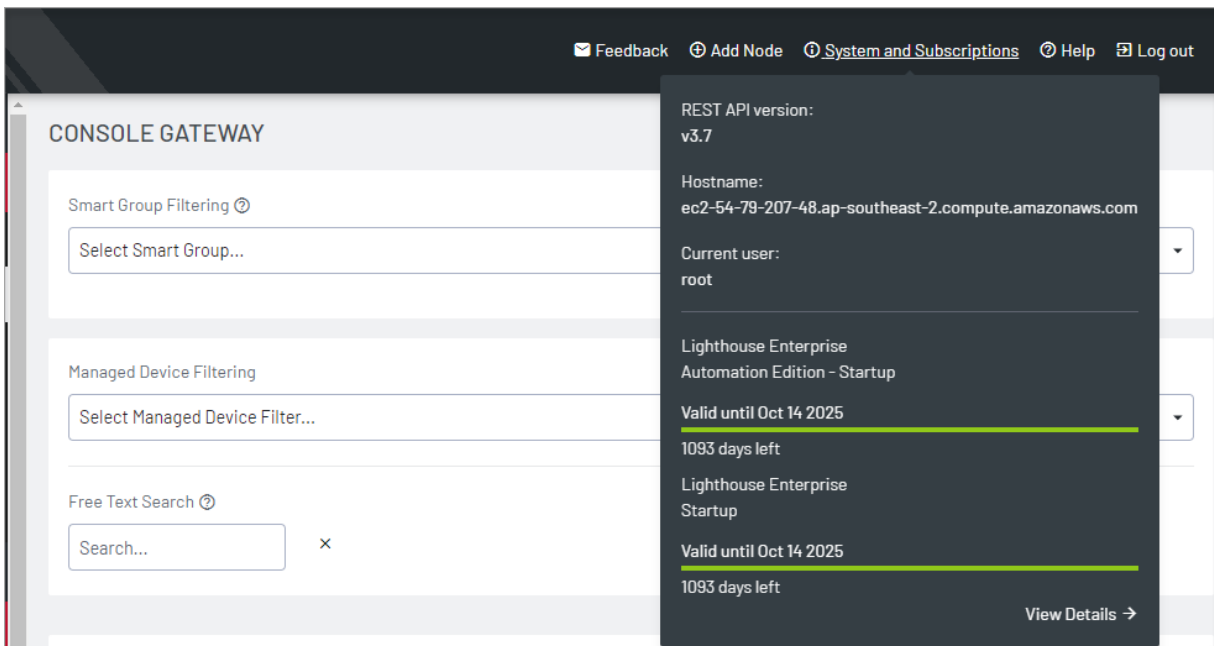 Feedback
Add Node
System and Subscriptions
Help
Log out
CONSOLE GATEWAY
Smart Group Filtering
Select Smart Group...
Managed Device Filtering
Select Managed Device Filter...
Free Text Search
Search...
REST API version:
v3.7
Hostname:
ec2-54-79-207-48.ap-southeast-2.compute.amazonaws.com
Current user:
root
Lighthouse Enterprise
Automation Edition - Startup
Valid until Oct 14 2025
1093 days left
Lighthouse Enterprise
Startup
Valid until Oct 14 2025
1093 days left
View Details →